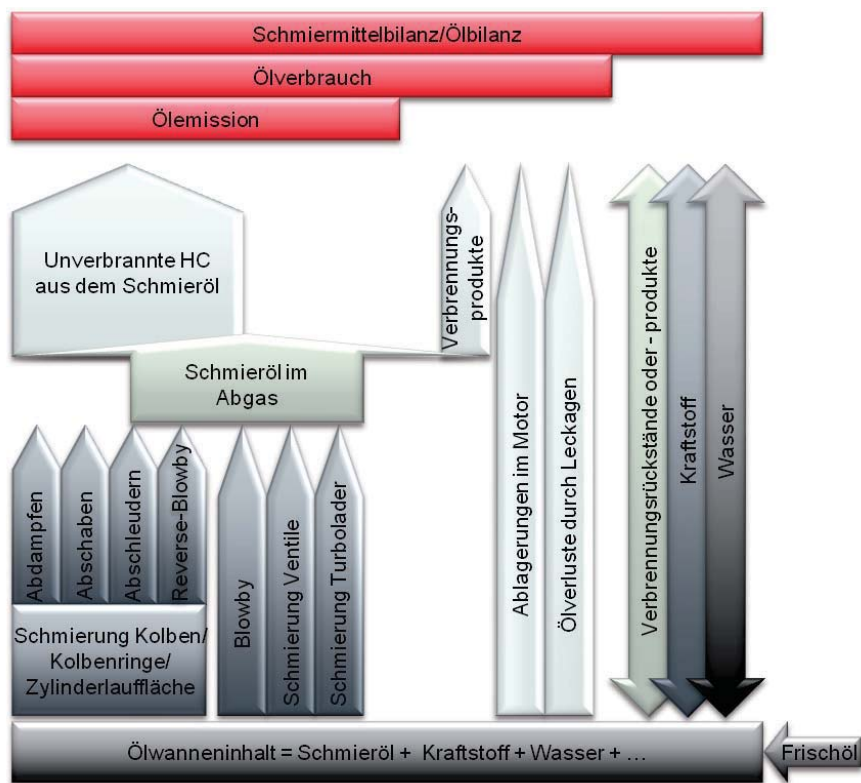 Schmiermittelbilanz/Ölbilanz
Ölverbrauch
Ölemission
Unverbrannte HC
aus dem Schmieröl
Verbrennungs-
produkte
Schmieröl im
Abgas
Ablagerungen im Motor
Ölverluste durch Leckagen
Verbrennungsrückstände oder - produkte
Kraftstoff
Wasser
Abdampfen
Abschaben
Abschleudern
Reverse-Blowby
Blowby
Schmierung Ventile
Schmierung Turbolader
Schmierung Kolben/
Kolbenringe/
Zylinderlauffläche
Ölwanneninhalt = Schmieröl + Kraftstoff + Wasser + ...
Frischöl